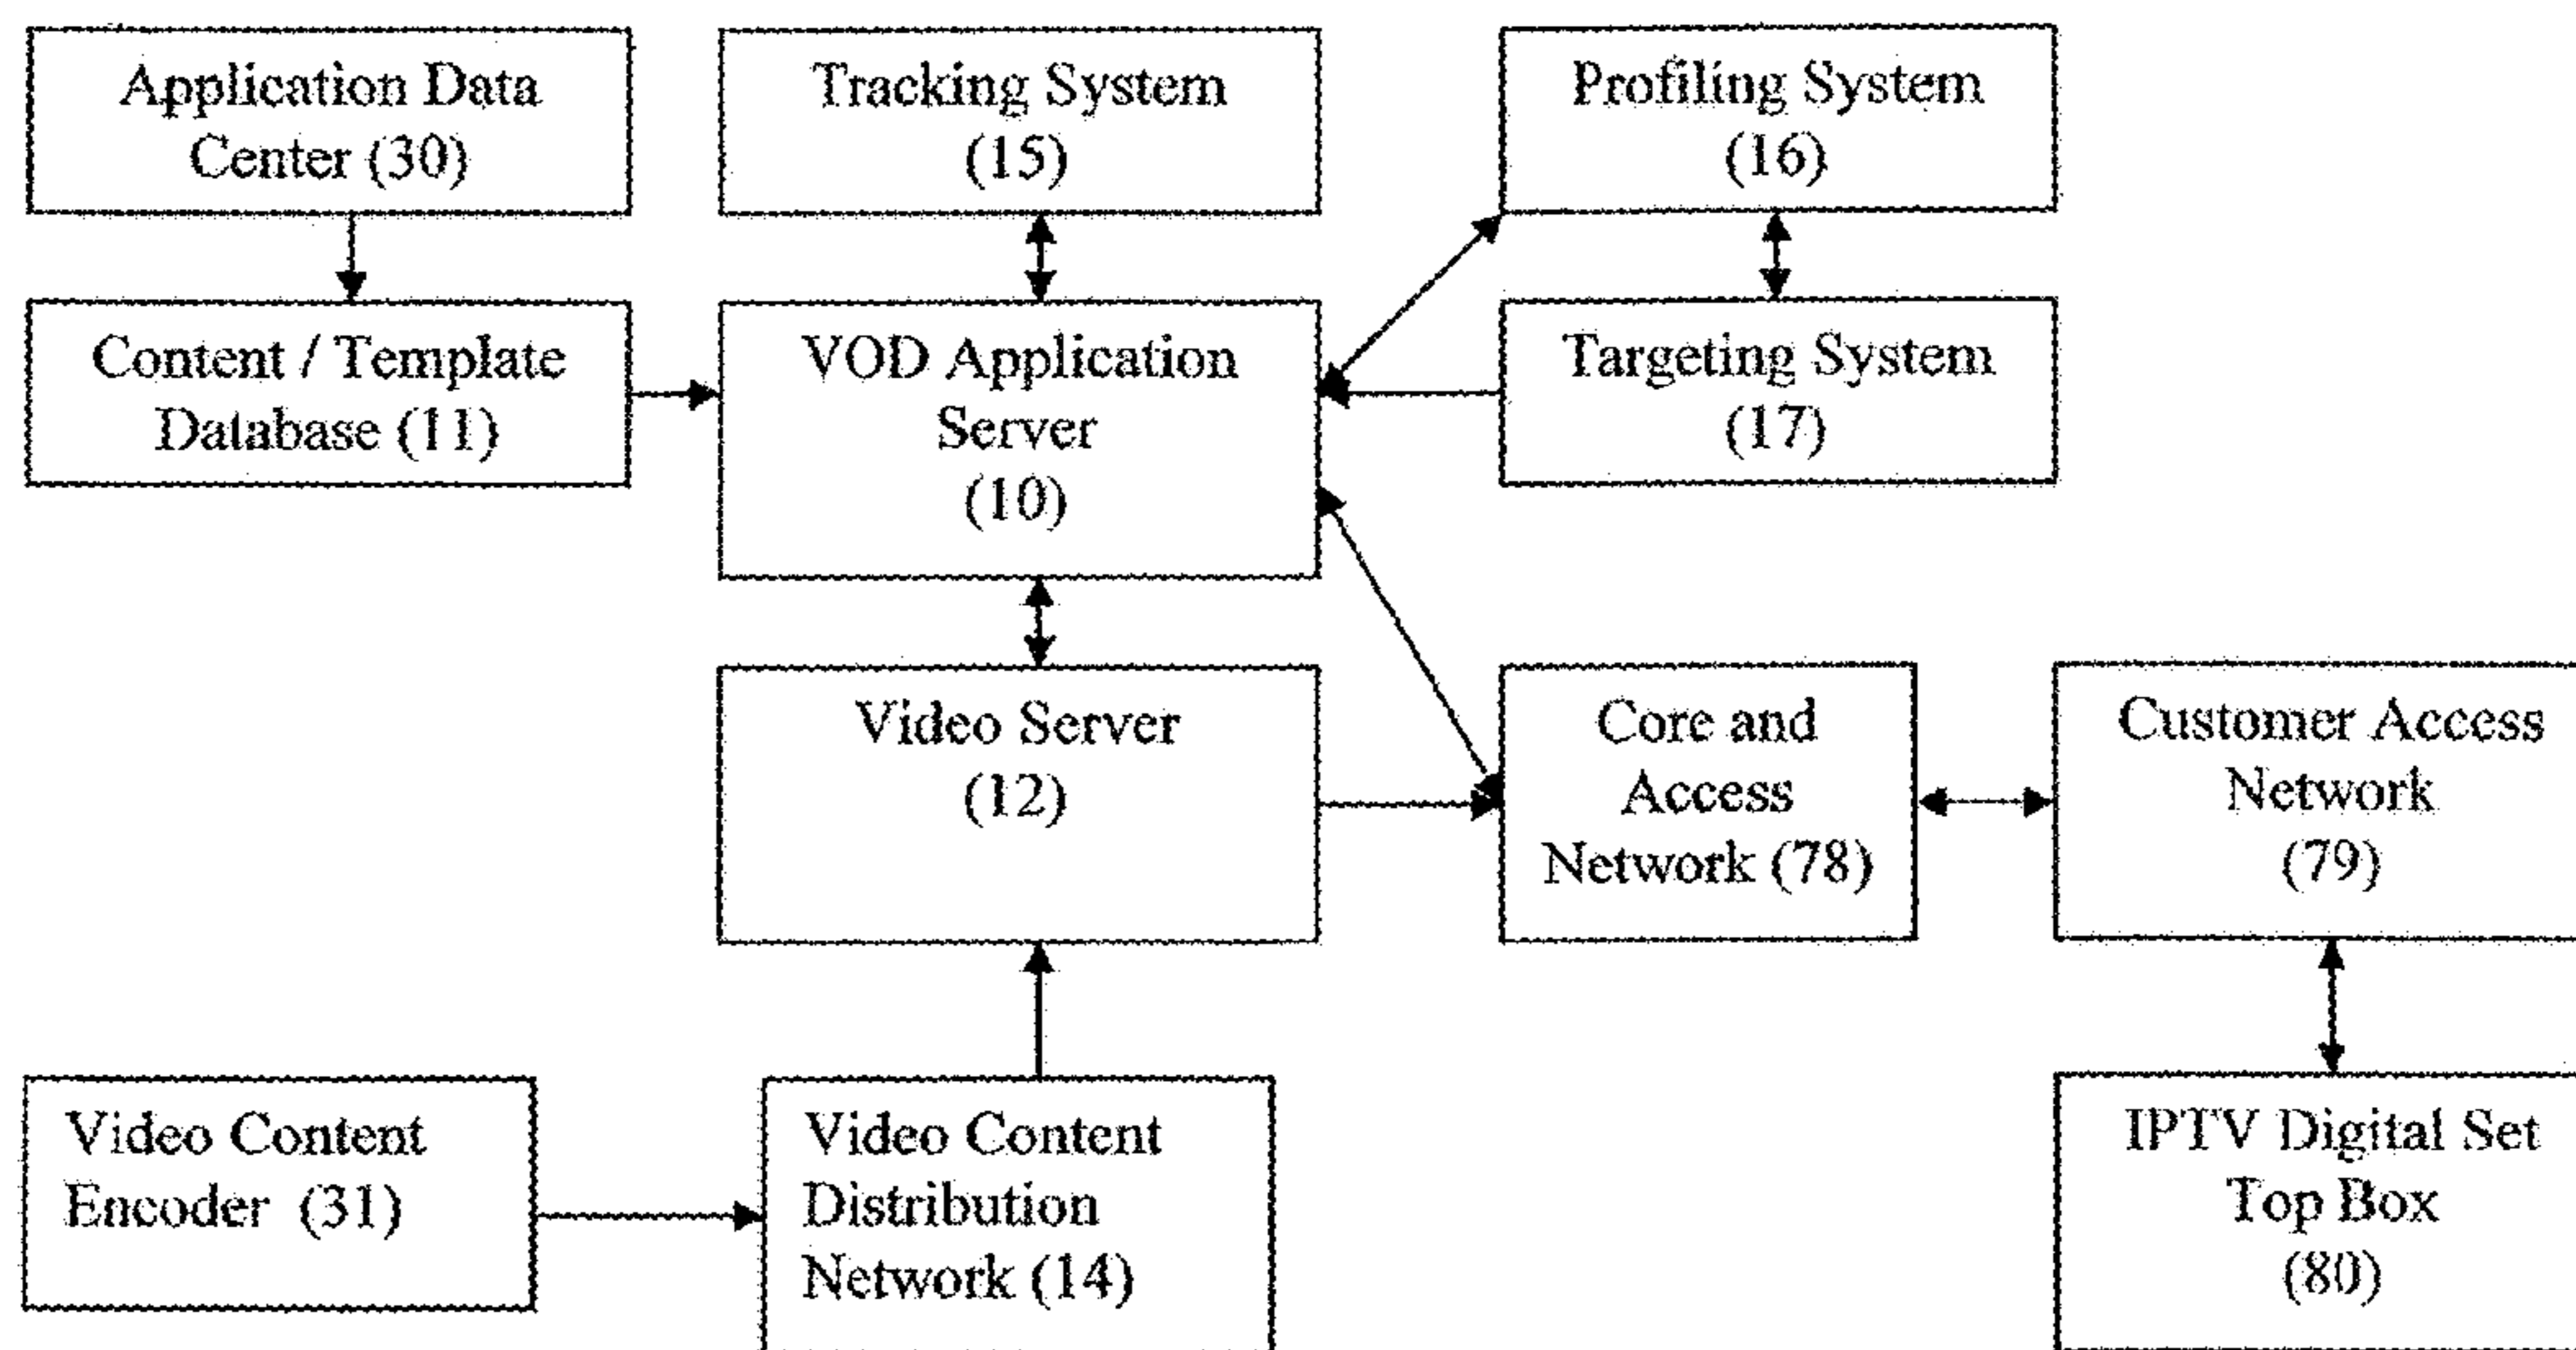 Application Data
Center (30)
Tracking System
(15)
Profiling System
(16)
Content / Template
Database (11)
VOD Application
Server
(10)
Targeting System
(17)
Video Server
(12)
Core and
Access
Network (78)
Customer Access
Network
(79)
Video Content
Encoder (31)
Video Content
Distribution
Network (14)
IPTV Digital Set
Top Box
(80)